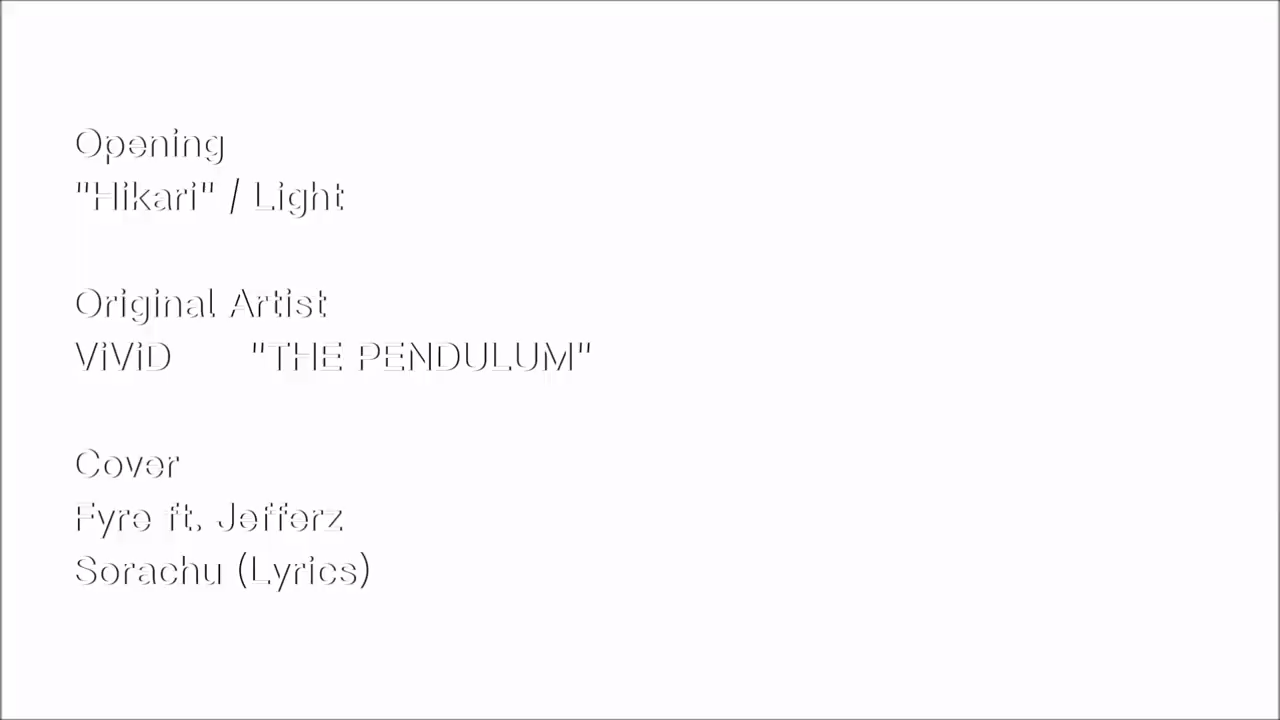 Opening
"Hikari" / Light
Original Artist
ViViD "THE PENDULUM"
Cover
Fyre ft. Jefferz
Sorachu (Lyrics)